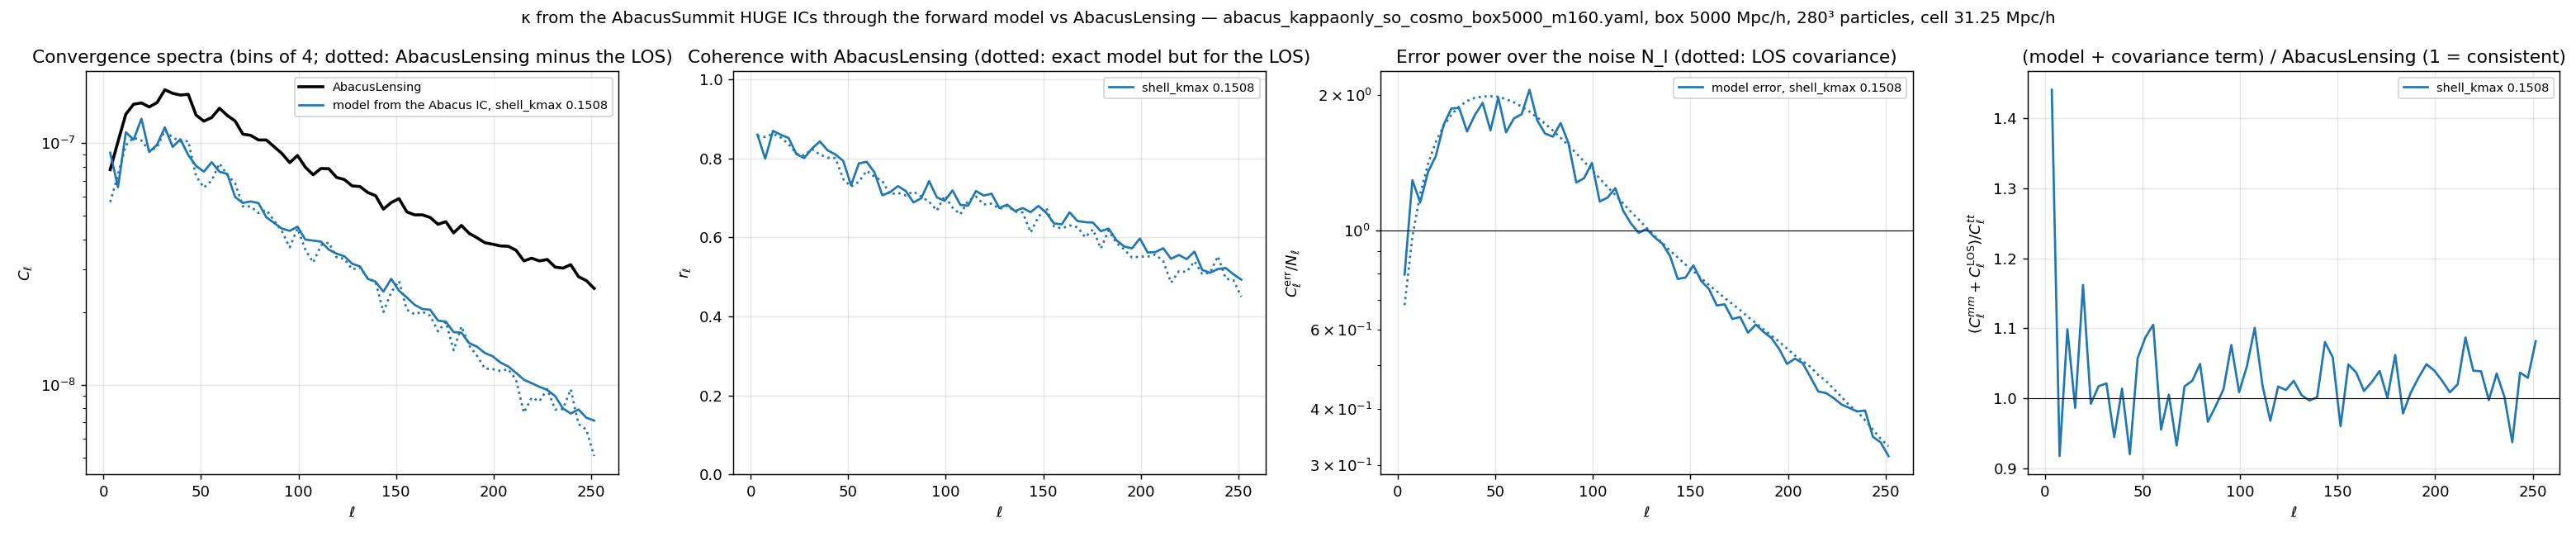 κ from the AbacusSummit HUGE ICs through the forward model vs AbacusLensing — abacus_kappaonly_so_cosmo_box5000_m160.yaml, box 5000 Mpc/h, 280³ particles, cell 31.25 Mpc/h
Convergence spectra (bins of 4; dotted: AbacusLensing minus the LOS)
AbacusLensing
model from the Abacus IC, shell_kmax 0.1508
10⁻⁷
10⁻⁸
C_ℓ
0 50 100 150 200 250
ℓ
Coherence with AbacusLensing (dotted: exact model but for the LOS)
shell_kmax 0.1508
1.0
0.8
0.6
0.4
0.2
0.0
r_ℓ
0 50 100 150 200 250
ℓ
Error power over the noise N_l (dotted: LOS covariance)
model error, shell_kmax 0.1508
2 × 10⁰
10⁰
6 × 10⁻¹
4 × 10⁻¹
3 × 10⁻¹
C_ℓ^err/N_ℓ
0 50 100 150 200 250
ℓ
(model + covariance term) / AbacusLensing (1 = consistent)
shell_kmax 0.1508
1.4
1.3
1.2
1.1
1.0
0.9
(C_ℓ^mm + C_ℓ^LOS)/C_ℓ^tt
0 50 100 150 200 250
ℓ